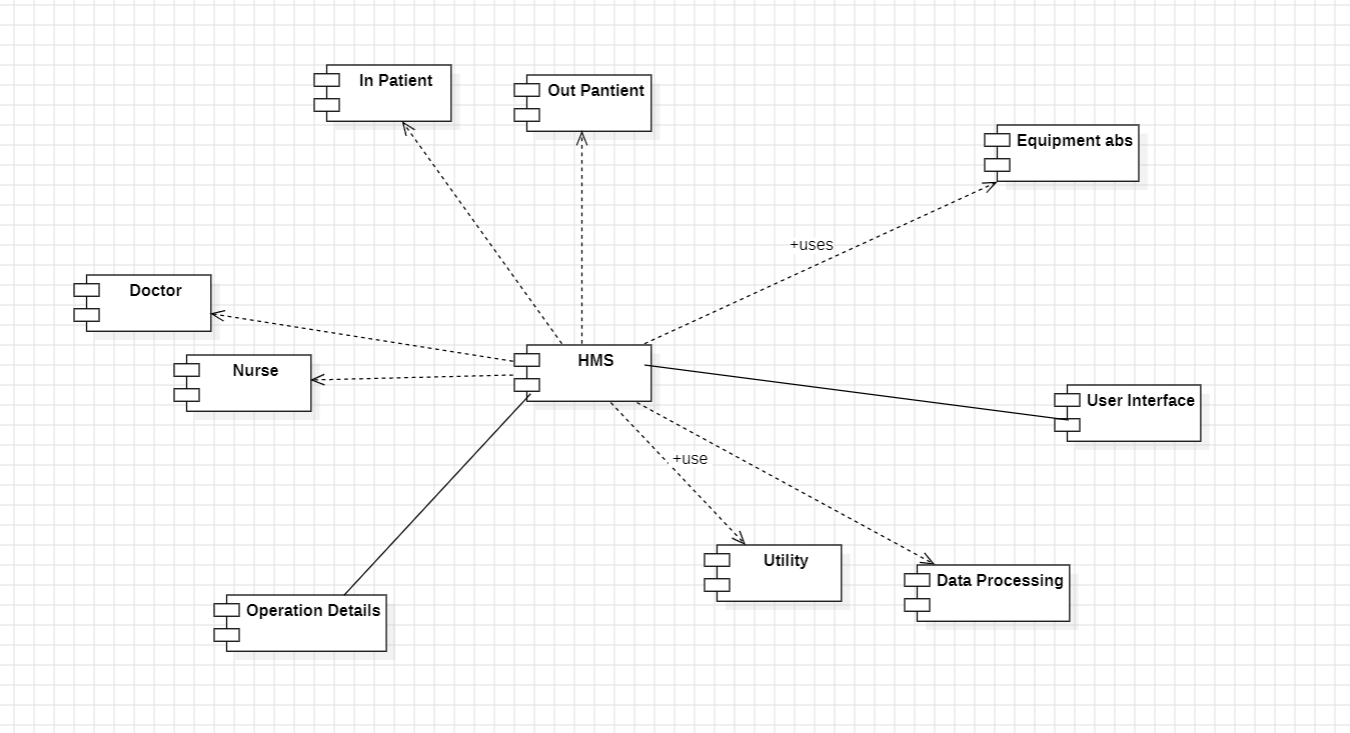 In Patient
Out Pantient
Equipment abs
+uses
Doctor
HMS
Nurse
User Interface
+use
Utility
Data Processing
Operation Details